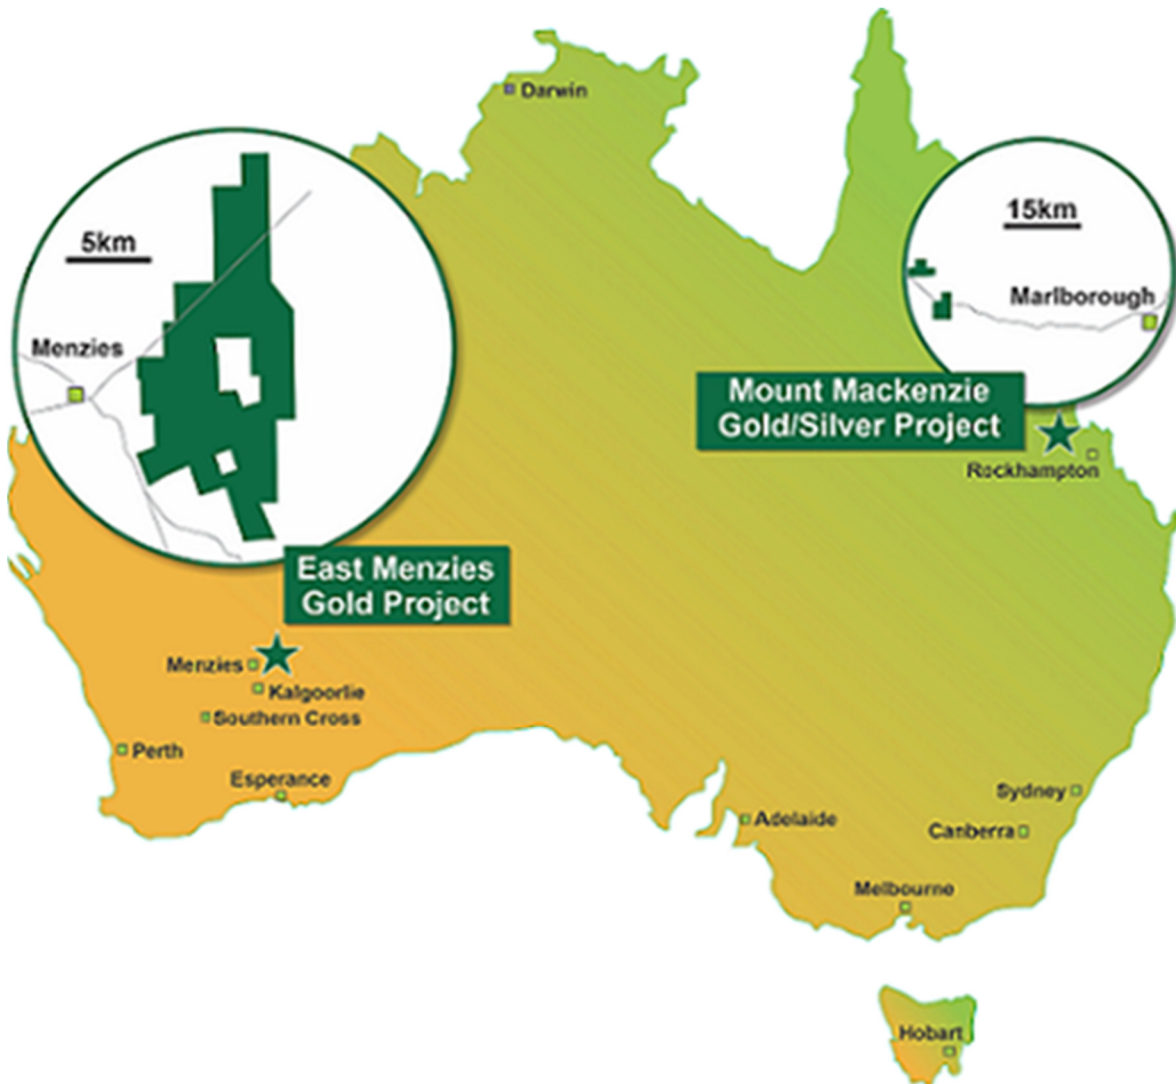 Darwin
5km
15km
Menzies
Marlborough
Mount Mackenzie
Gold/Silver Project
Rockhampton
East Menzies
Gold Project
Menzies
Kalgoorlie
Southern Cross
Perth
Esperance
Sydney
Adelaide
Canberra
Melbourne
Hobart